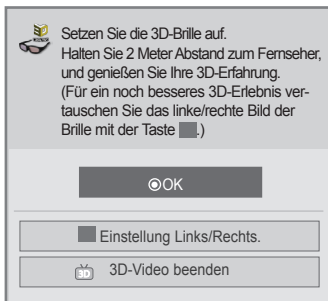 Setzen Sie die 3D-Brille auf.
Halten Sie 2 Meter Abstand zum Fernseher,
und genießen Sie Ihre 3D-Erfahrung.
(Für ein noch besseres 3D-Erlebnis ver-
tauschen Sie das linke/rechte Bild der
Brille mit der Taste .)
OK
Einstellung Links/Rechts.
3D 3D-Video beenden